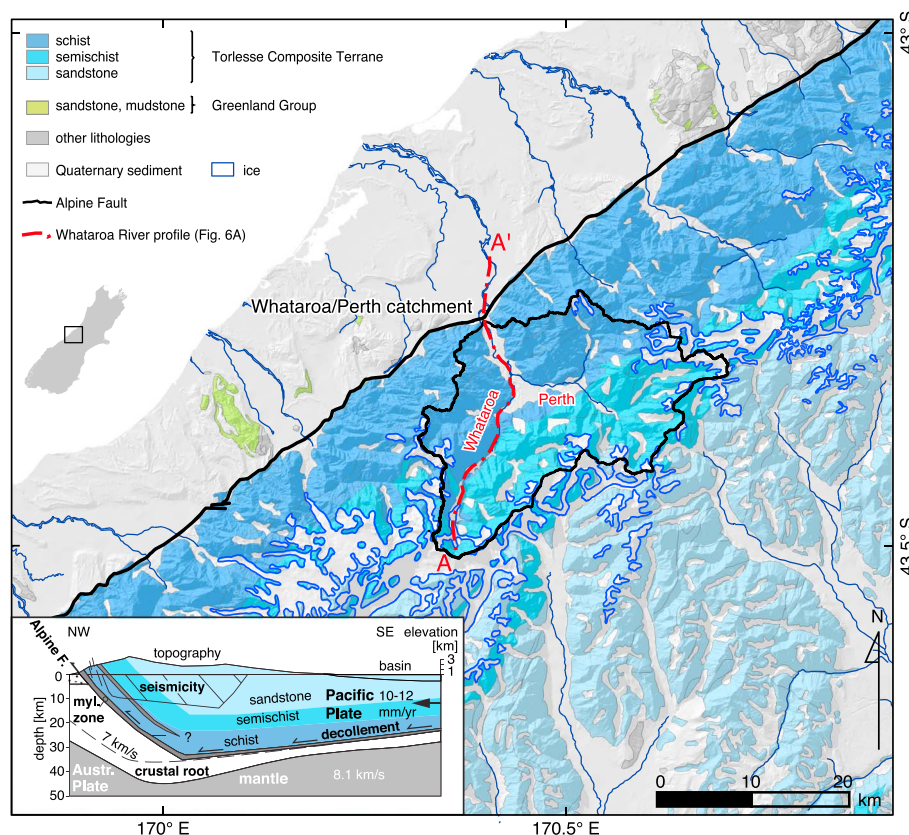 schist
semischist
sandstone
Torlesse Composite Terrane
sandstone, mudstone
Greenland Group
other lithologies
Quaternary sediment
ice
Alpine Fault
Whataroa River profile (Fig. 6A)
43° S
A'
Whataroa/Perth catchment
Whataroa
Perth
A
43.5° S
N
0 10 20
km
170° E
170.5° E
Alpine F.
NW
SE
elevation
[km]
topography
basin
3
1
0
10
20
30
40
50
depth [km]
myl.
zone
seismicity
sandstone
Pacific
Plate
10-12
mm/yr
semischist
schist
decollement
?
7 km/s
crustal root
mantle
8.1 km/s
Austr.
Plate